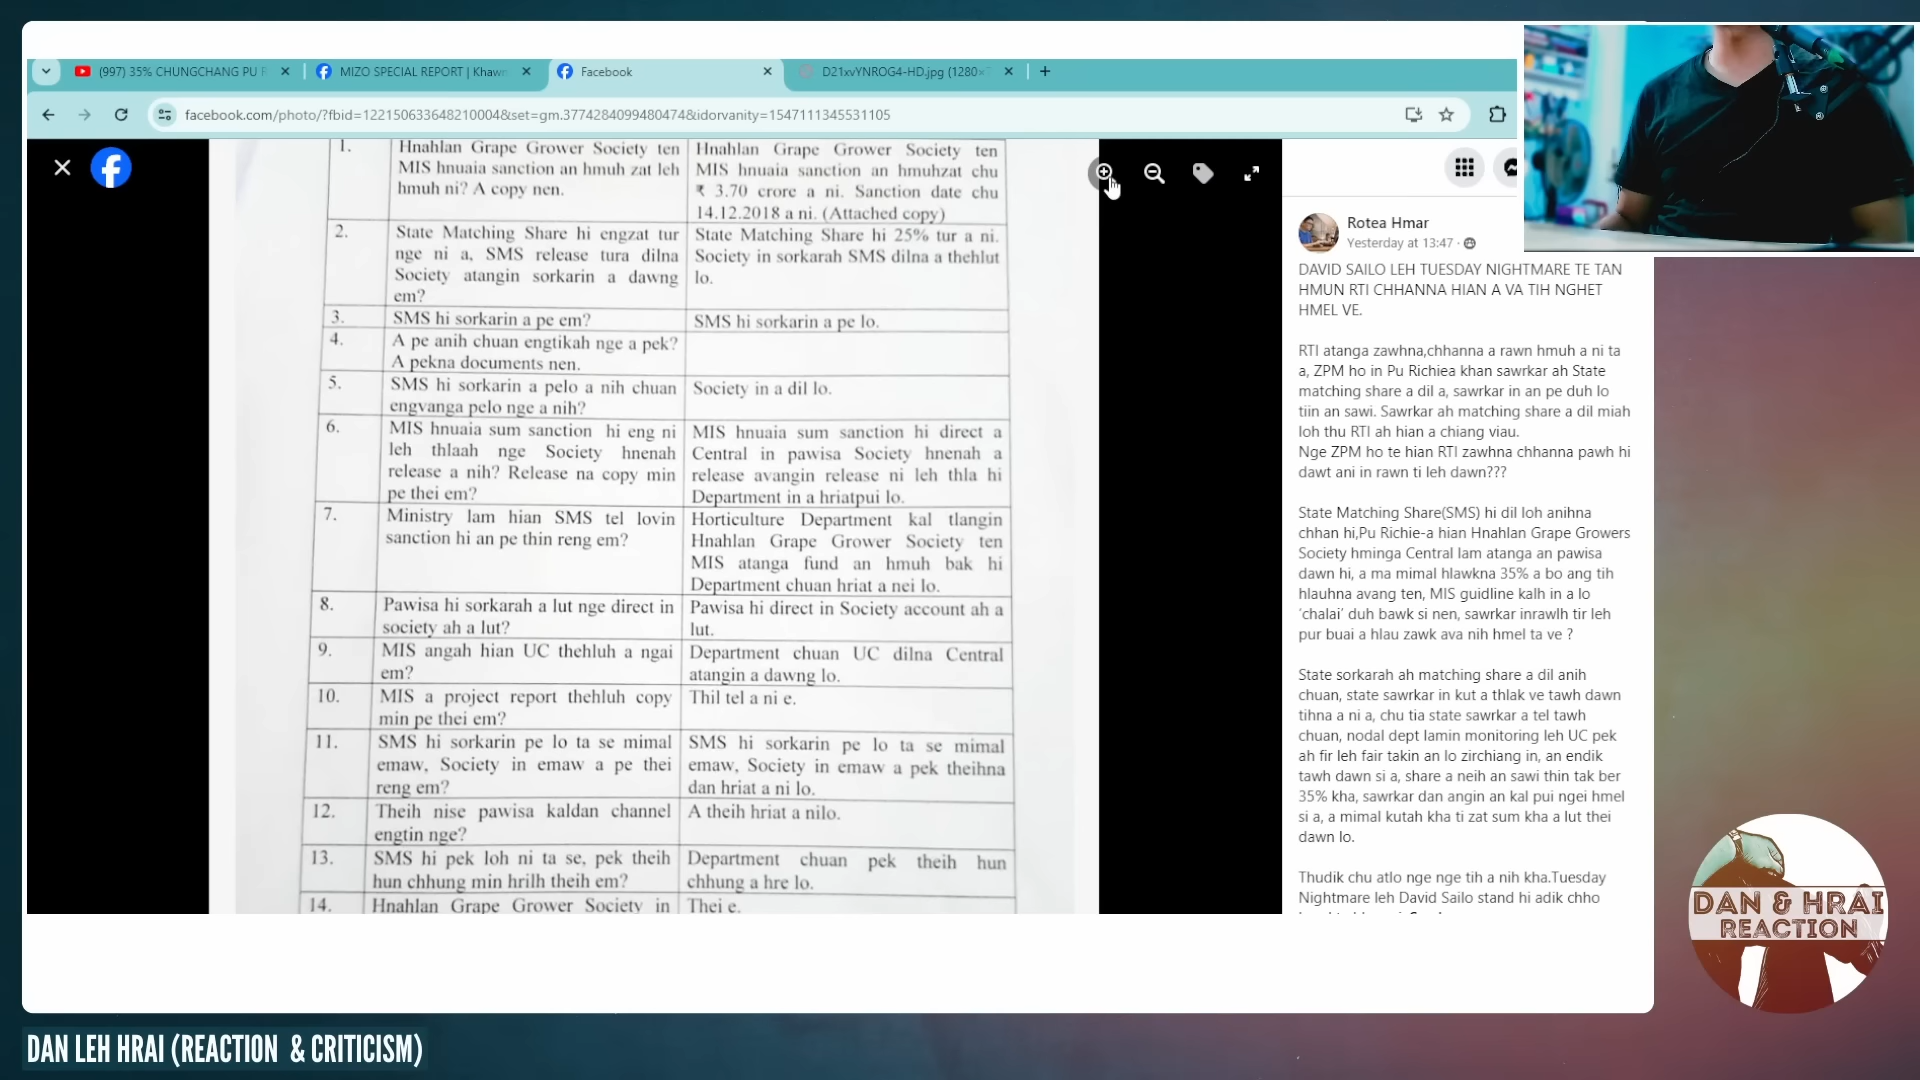 (997) 35% CHUNGCHANG PU
MIZO SPECIAL REPORT | Khawn
Facebook
D21xvYNROG4-HD.jpg (1280×
facebook.com/photo/?fbid=122150633648210004&set=gm.3774284099480474&idorvanity=1547111345531105
1. Hnahlan Grape Grower Society ten
MIS hnuaia sanction an hmuh zat leh
hmuh ni? A copy nen.
Hnahlan Grape Grower Society ten
MIS hnuaia sanction an hmuhzat chu
₹ 3.70 crore a ni. Sanction date chu
14.12.2018 a ni. (Attached copy)
2. State Matching Share hi engzat tur
nge ni a, SMS release tura dilna
Society atangin sorkarin a dawng
em?
State Matching Share hi 25% tur a ni.
Society in sorkarah SMS dilna a thehlut
lo.
3. SMS hi sorkarin a pe em?
SMS hi sorkarin a pe lo.
4. A pe anih chuan engtikah nge a pek?
A pekna documents nen.
5. SMS hi sorkarin a pelo a nih chuan
engvanga pelo nge a nih?
Society in a dil lo.
6. MIS hnuaia sum sanction hi eng ni
leh thlaah nge Society hnenah
release a nih? Release na copy min
pe thei em?
MIS hnuaia sum sanction hi direct a
Central in pawisa Society hnenah a
release avangin release ni leh thla hi
Department in a hriatpui lo.
7. Ministry lam hian SMS tel lovin
sanction hi an pe thin reng em?
Horticulture Department kal tlangin
Hnahlan Grape Grower Society ten
MIS atanga fund an hmuh bak hi
Department chuan hriat a nei lo.
8. Pawisa hi sorkarah a lut nge direct in
society ah a lut?
Pawisa hi direct in Society account ah a
lut.
9. MIS angah hian UC thehluh a ngai
em?
Department chuan UC dilna Central
atangin a dawng lo.
10. MIS a project report thehluh copy
min pe thei em?
Thil tel a ni e.
11. SMS hi sorkarin pe lo ta se mimal
emaw, Society in emaw a pe thei
reng em?
SMS hi sorkarin pe lo ta se mimal
emaw, Society in emaw a pek theihna
dan hriat a ni lo.
12. Theih nise pawisa kaldan channel
engtin nge?
A theih hriat a nilo.
13. SMS hi pek loh ni ta se, pek theih
hun chhung min hrilh theih em?
Department chuan pek theih hun
chhung a hre lo.
14. Hnahlan Grape Grower Society in
Thei e.
Rotea Hmar
Yesterday at 13:47 ·
DAVID SAILO LEH TUESDAY NIGHTMARE TE TAN
HMUN RTI CHHANNA HIAN A VA TIH NGHET
HMEL VE.
RTI atanga zawhna,chhanna a rawn hmuh a ni ta
a, ZPM ho in Pu Richiea khan sawrkar ah State
matching share a dil a, sawrkar in an pe duh lo
tiin an sawi. Sawrkar ah matching share a dil miah
loh thu RTI ah hian a chiang viau.
Nge ZPM ho te hian RTI zawhna chhanna pawh hi
dawt ani in rawn ti leh dawn???
State Matching Share(SMS) hi dil loh anihna
chhan hi,Pu Richie-a hian Hnahlan Grape Growers
Society hminga Central lam atanga an pawisa
dawn hi, a ma mimal hlawkna 35% a bo ang tih
hlauhna avang ten, MIS guidline kalh in a lo
‘chalai’ duh bawk si nen, sawrkar inrawlh tir leh
pur buai a hlau zawk ava nih hmel ta ve ?
State sorkarah ah matching share a dil anih
chuan, state sawrkar in kut a thlak ve tawh dawn
tihna a ni a, chu tia state sawrkar a tel tawh
chuan, nodal dept lamin monitoring leh UC pek
ah fir leh fair takin an lo zirchiang in, an endik
tawh dawn si a, share a neih an sawi thin tak ber
35% kha, sawrkar dan angin an kal pui ngei hmel
si a, a mimal kutah kha ti zat sum kha a lut thei
dawn lo.
Thudik chu atlo nge nge tih a nih kha.Tuesday
Nightmare leh David Sailo stand hi adik chho
DAN & HRAI
REACTION
DAN LEH HRAI (REACTION & CRITICISM)